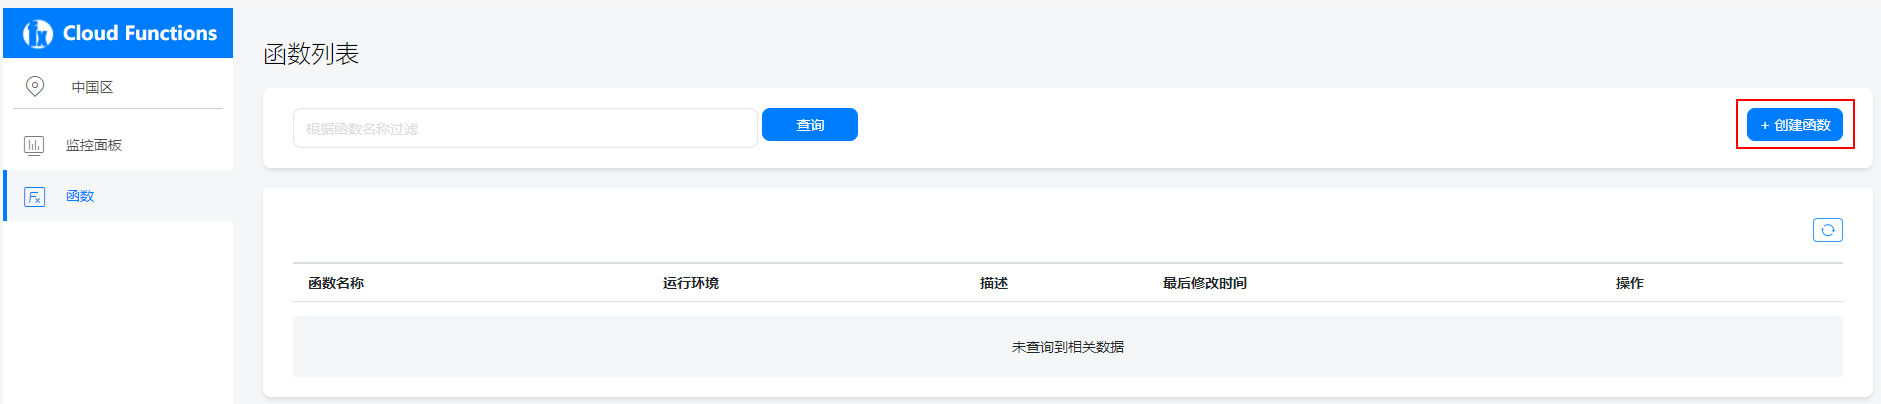 Cloud Functions
中国区
监控面板
函数
函数列表
根据函数名称过滤
查询
+ 创建函数
函数名称 运行环境 描述 最后修改时间 操作
未查询到相关数据